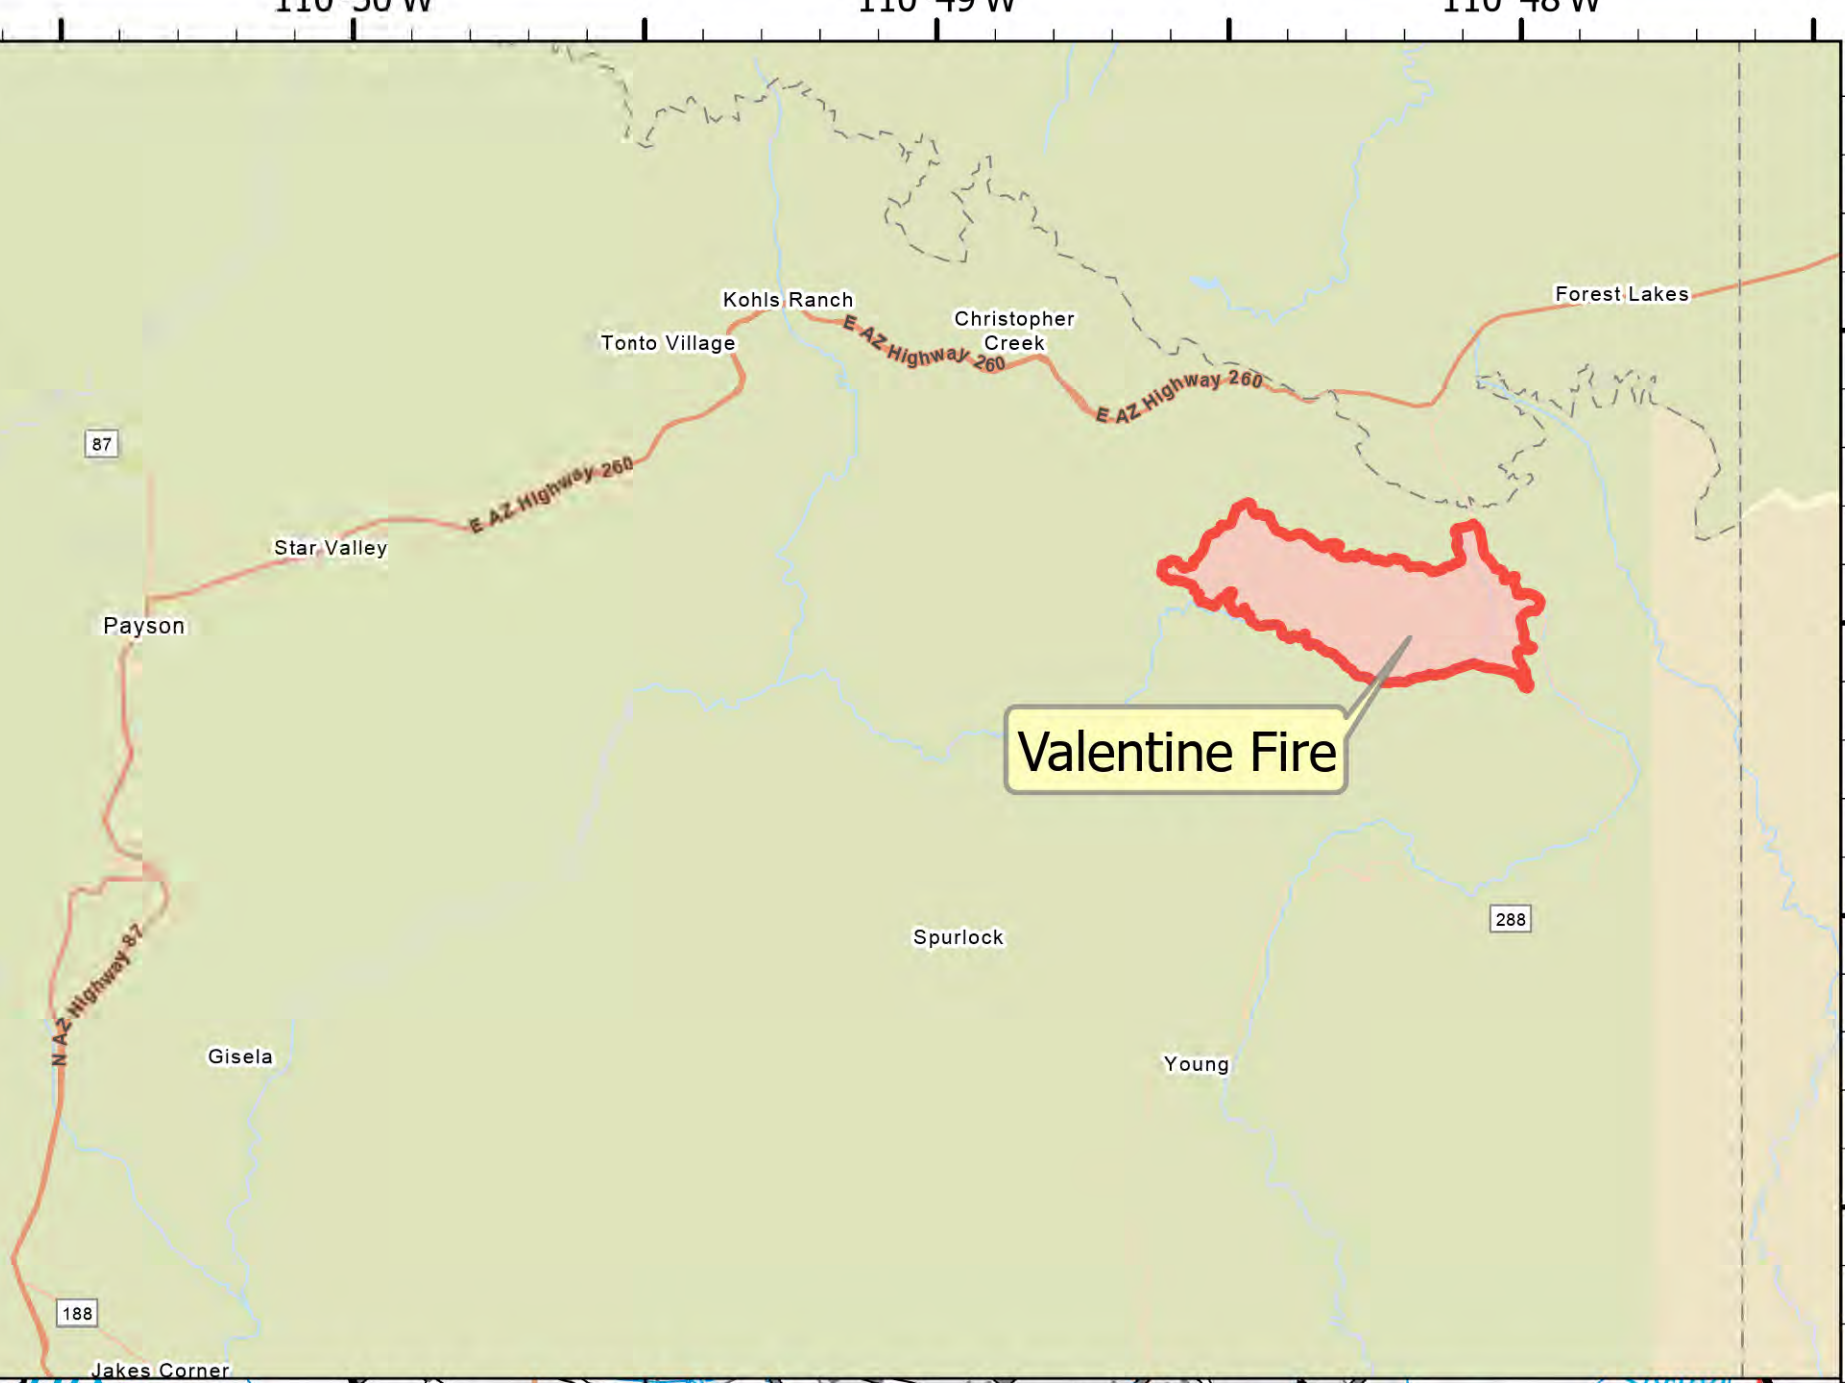 110°50'W
110°49'W
110°48'W
Kohls Ranch
Forest Lakes
Christopher
Creek
Tonto Village
E AZ Highway 260
E AZ Highway 260
87
E AZ Highway 260
Star Valley
Payson
Valentine Fire
288
Spurlock
N AZ Highway 87
Gisela
Young
188
Jakes Corner